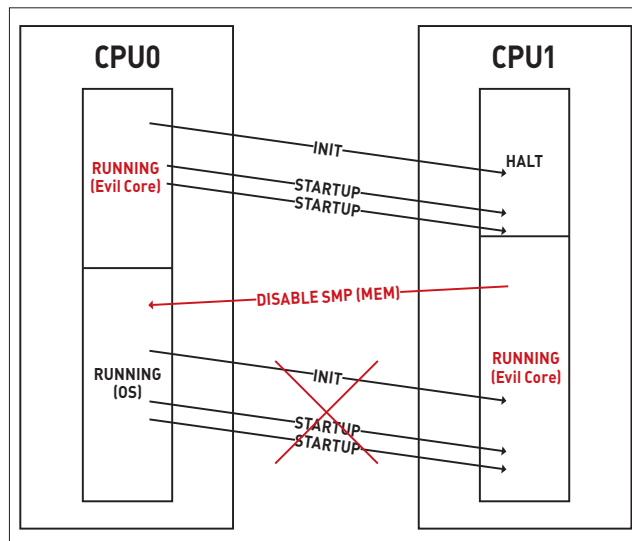 CPU0
CPU1
INIT
HALT
RUNNING
(Evil Core)
STARTUP
STARTUP
DISABLE SMP (MEM)
RUNNING
(OS)
INIT
RUNNING
(Evil Core)
STARTUP
STARTUP